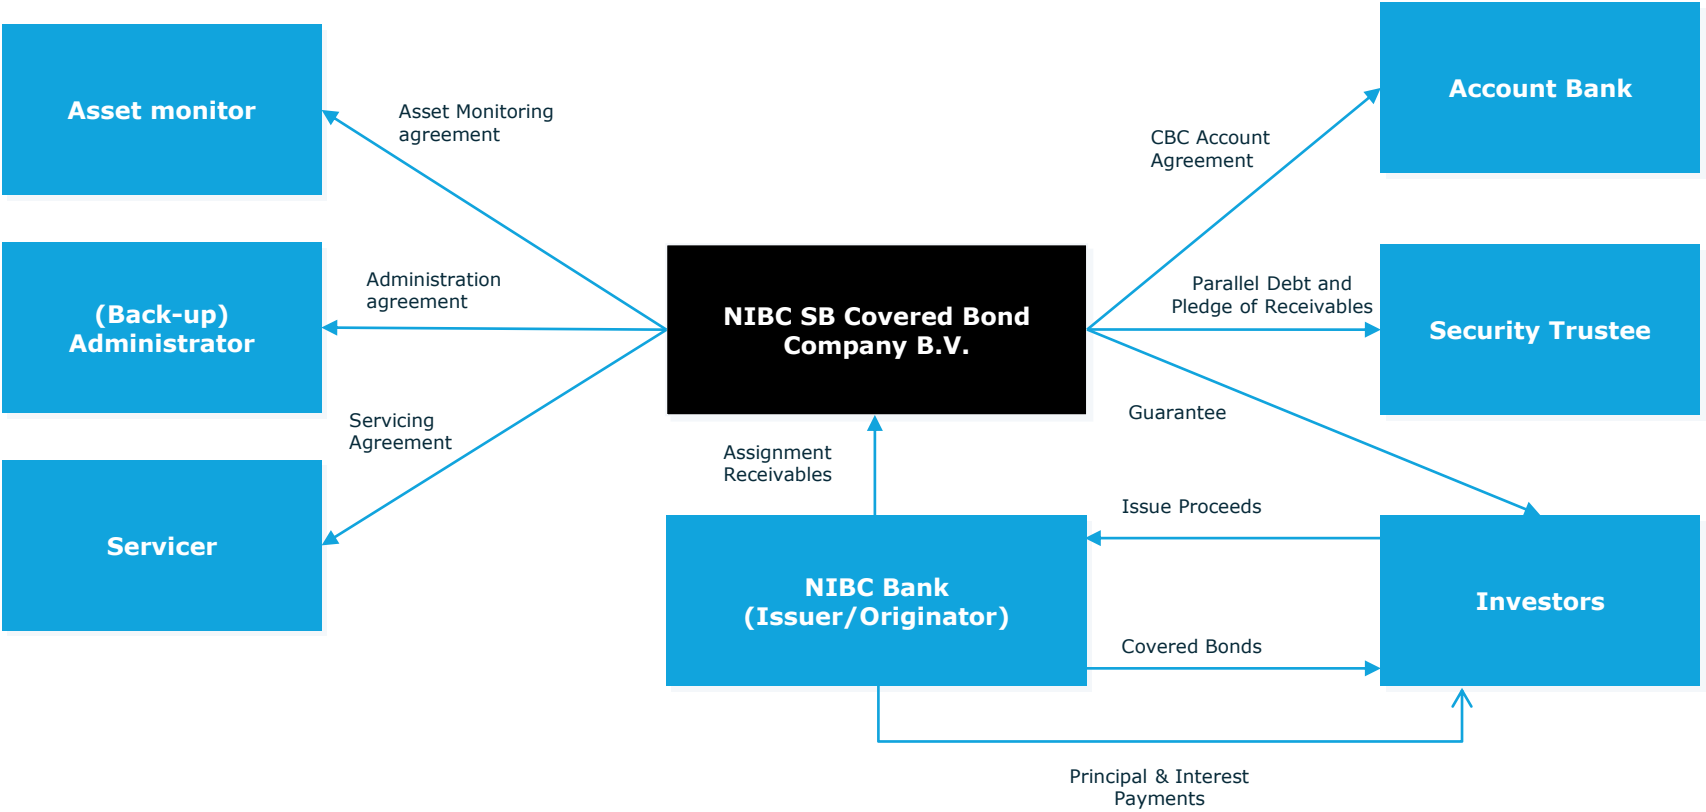 Asset monitor
Asset Monitoring
agreement
CBC Account
Agreement
Account Bank
(Back-up)
Administrator
Administration
agreement
NIBC SB Covered Bond
Company B.V.
Parallel Debt and
Pledge of Receivables
Security Trustee
Servicing
Agreement
Guarantee
Assignment
Receivables
Servicer
Issue Proceeds
NIBC Bank
(Issuer/Originator)
Investors
Covered Bonds
Principal & Interest
Payments